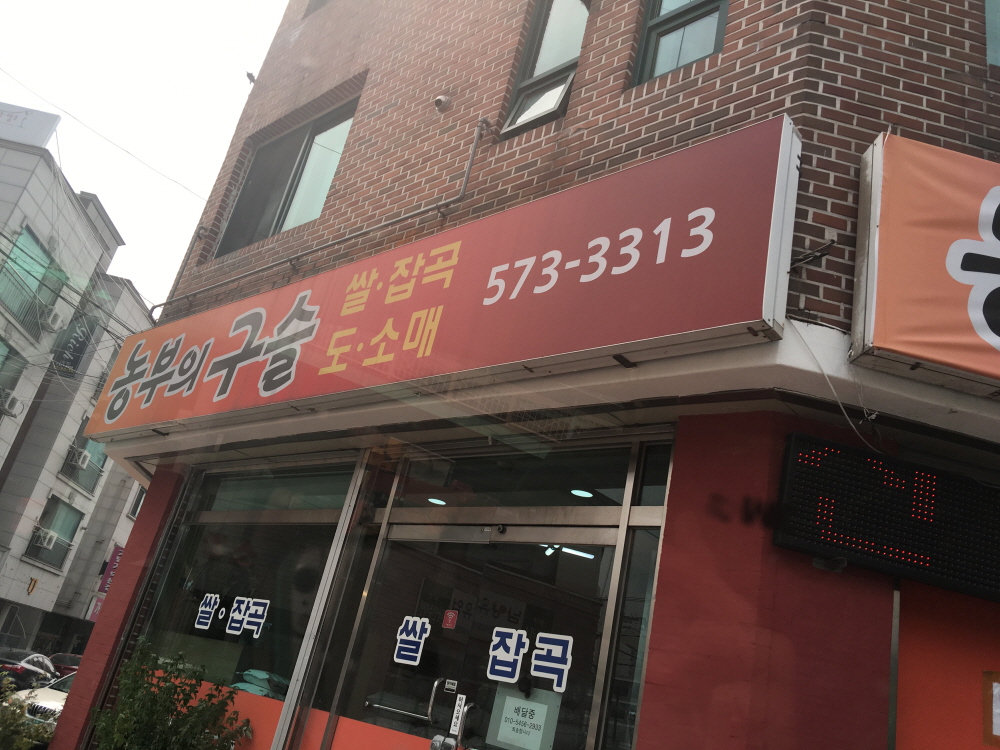 농부의 구슬
쌀·잡곡
도·소매
573-3313
쌀·잡곡
쌀 잡곡
배달중